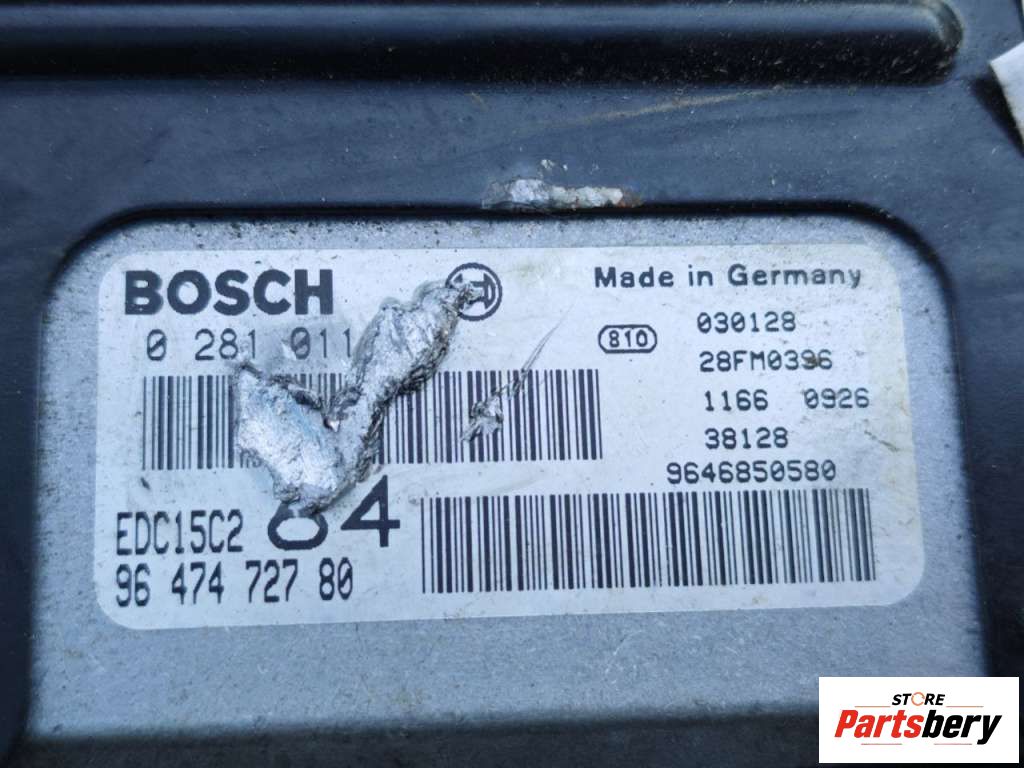 BOSCH
Made in Germany
0 281 011
810
030128
28FM0396
1166 0926
38128
9646850580
EDC15C2
84
96 474 727 80
STORE
Partsbery